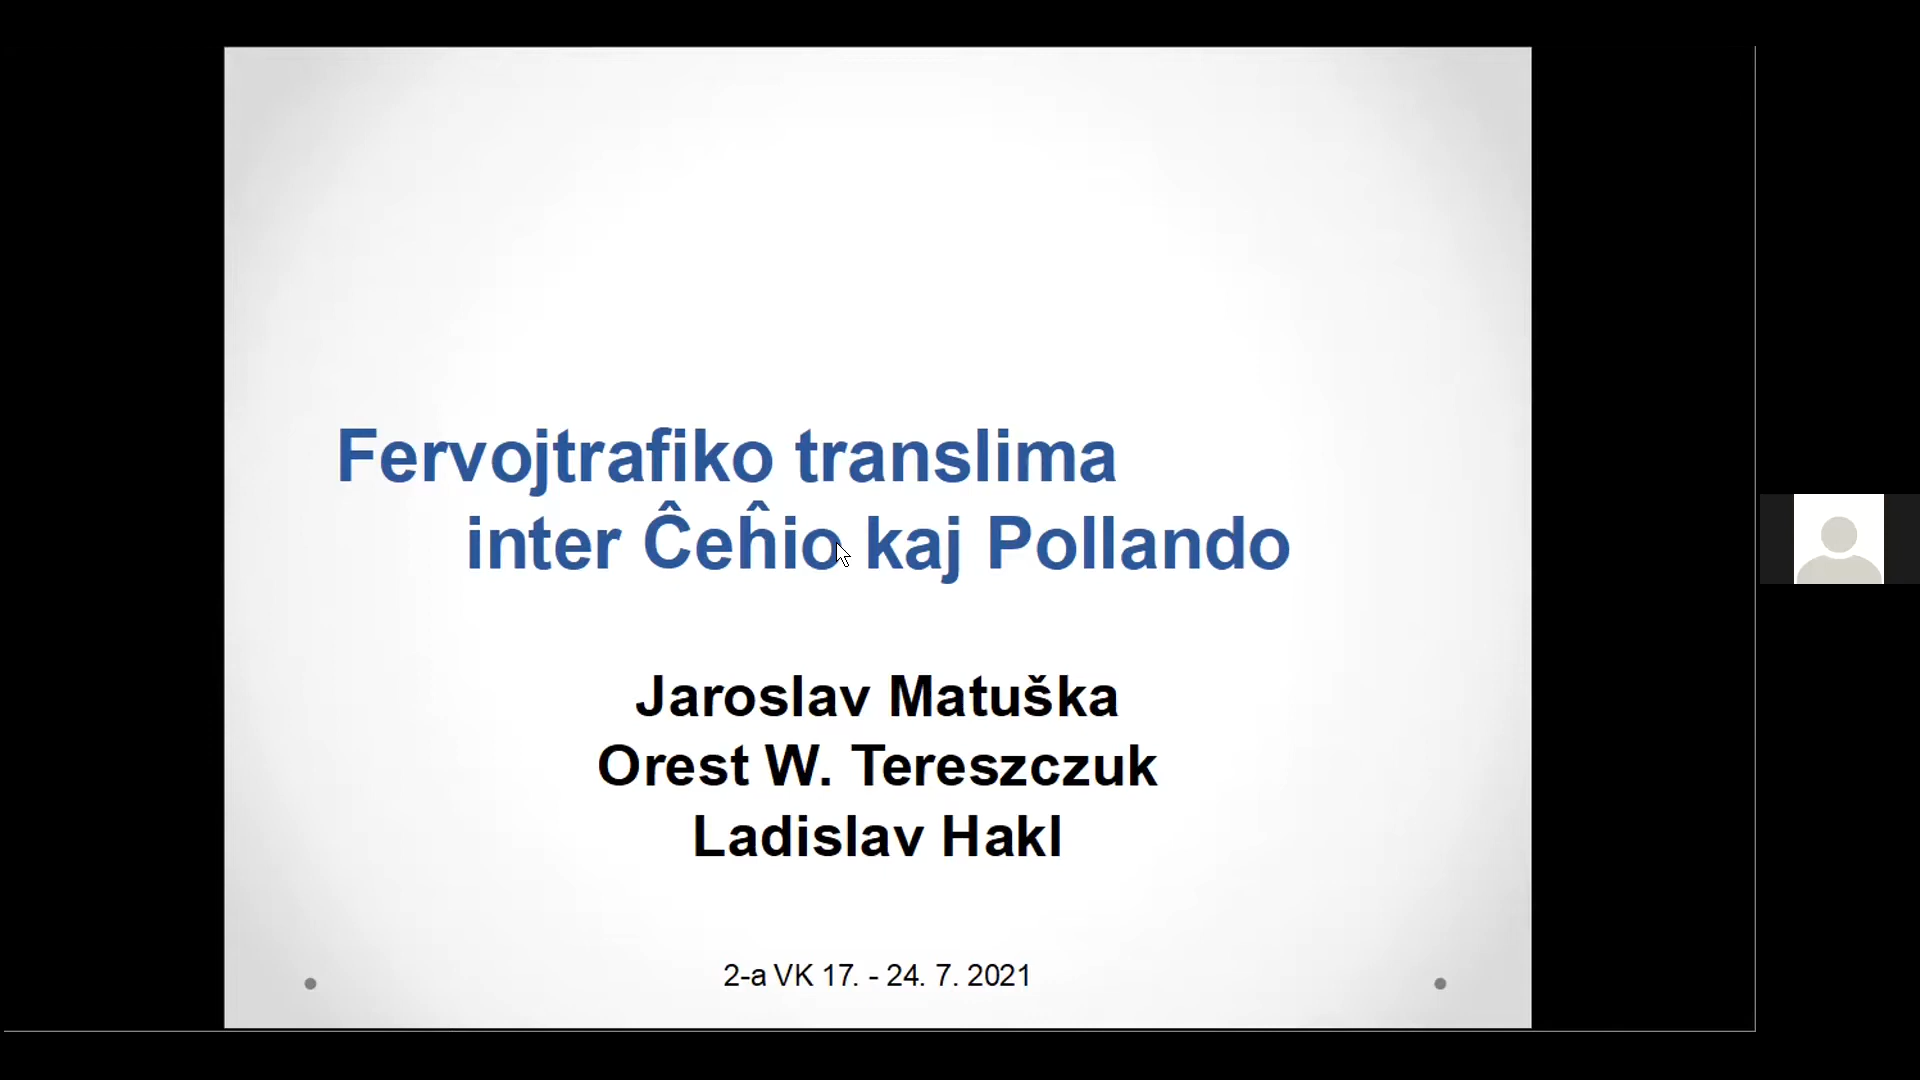 Fervojtrafiko translima
inter Ĉeĥio kaj Pollando
Jaroslav Matuška
Orest W. Tereszczuk
Ladislav Hakl
2-a VK 17. - 24. 7. 2021